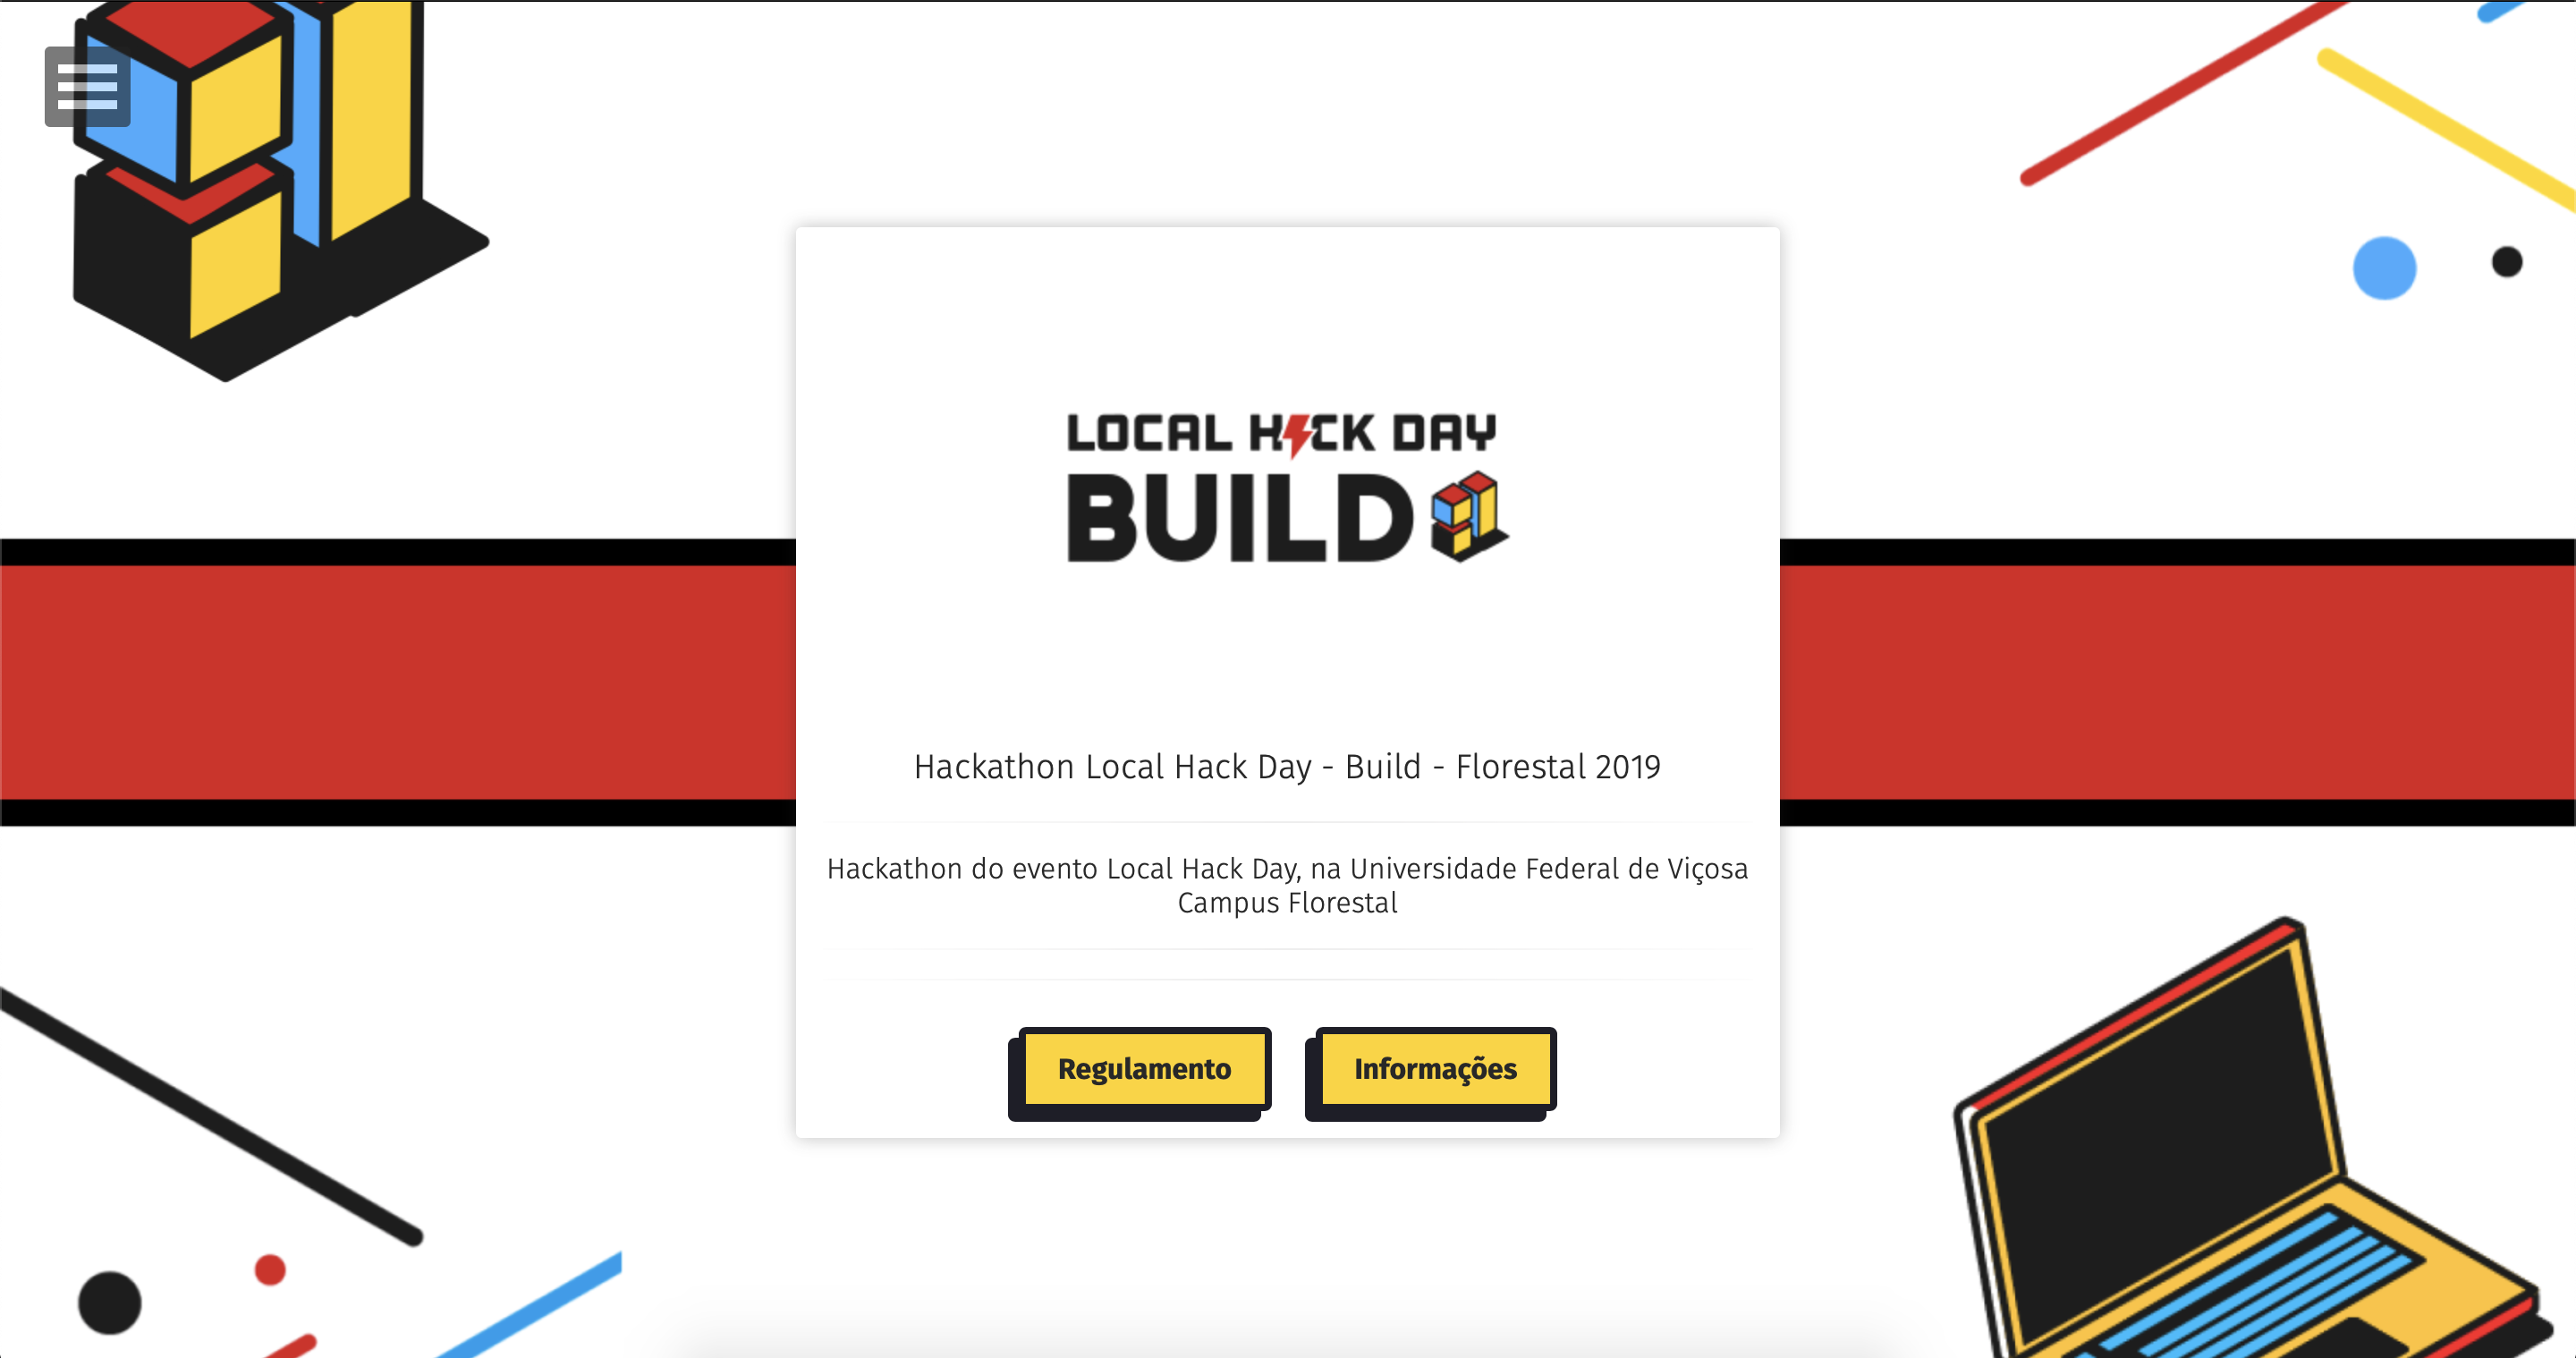 LOCAL HACK DAY
BUILD
Hackathon Local Hack Day - Build - Florestal 2019
Hackathon do evento Local Hack Day, na Universidade Federal de Viçosa
Campus Florestal
Regulamento
Informações